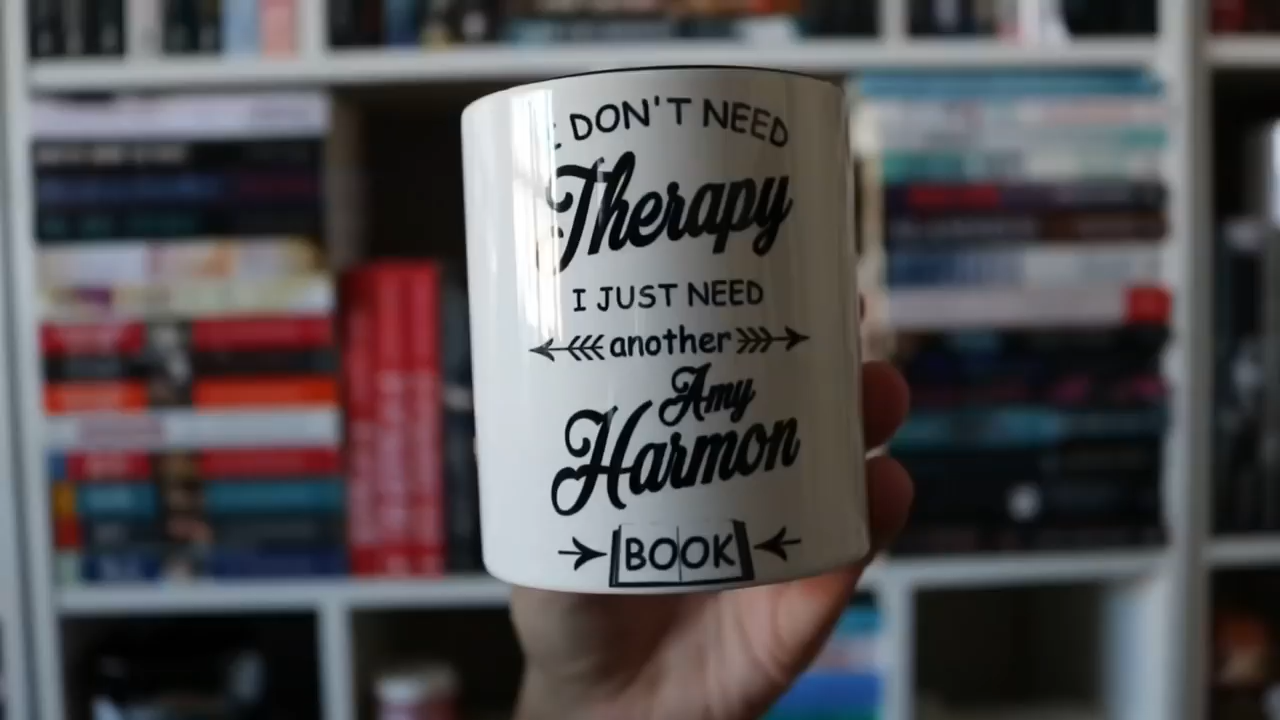 I DON'T NEED
Therapy
I JUST NEED
another
Amy
Harmon
BOOK